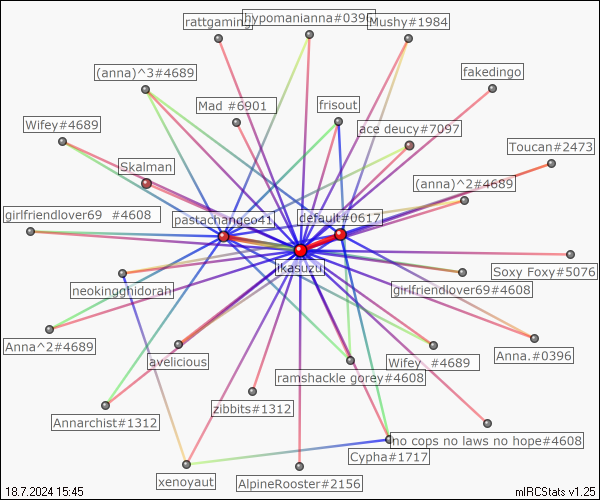 rattgaming
hypomanianna#0396
Mushy#1984
(anna)^3#4689
fakedingo
Mad #6901
frisout
Wifey#4689
ace deucy#7097
Toucan#2473
Skalman
(anna)^2#4689
girlfriendlover69 #4608
pastachangeo41
default#0617
ikasuzu
Soxy Foxy#5076
neokingghidorah
girlfriendlover69#4608
Anna^2#4689
avelicious
Wifey #4689
Anna.#0396
ramshackle gorey#4608
Annarchist#1312
zibbits#1312
no cops no laws no hope#4608
Cypha#1717
xenoyaut
AlpineRooster#2156
18.7.2024 15:45
mIRCStats v1.25